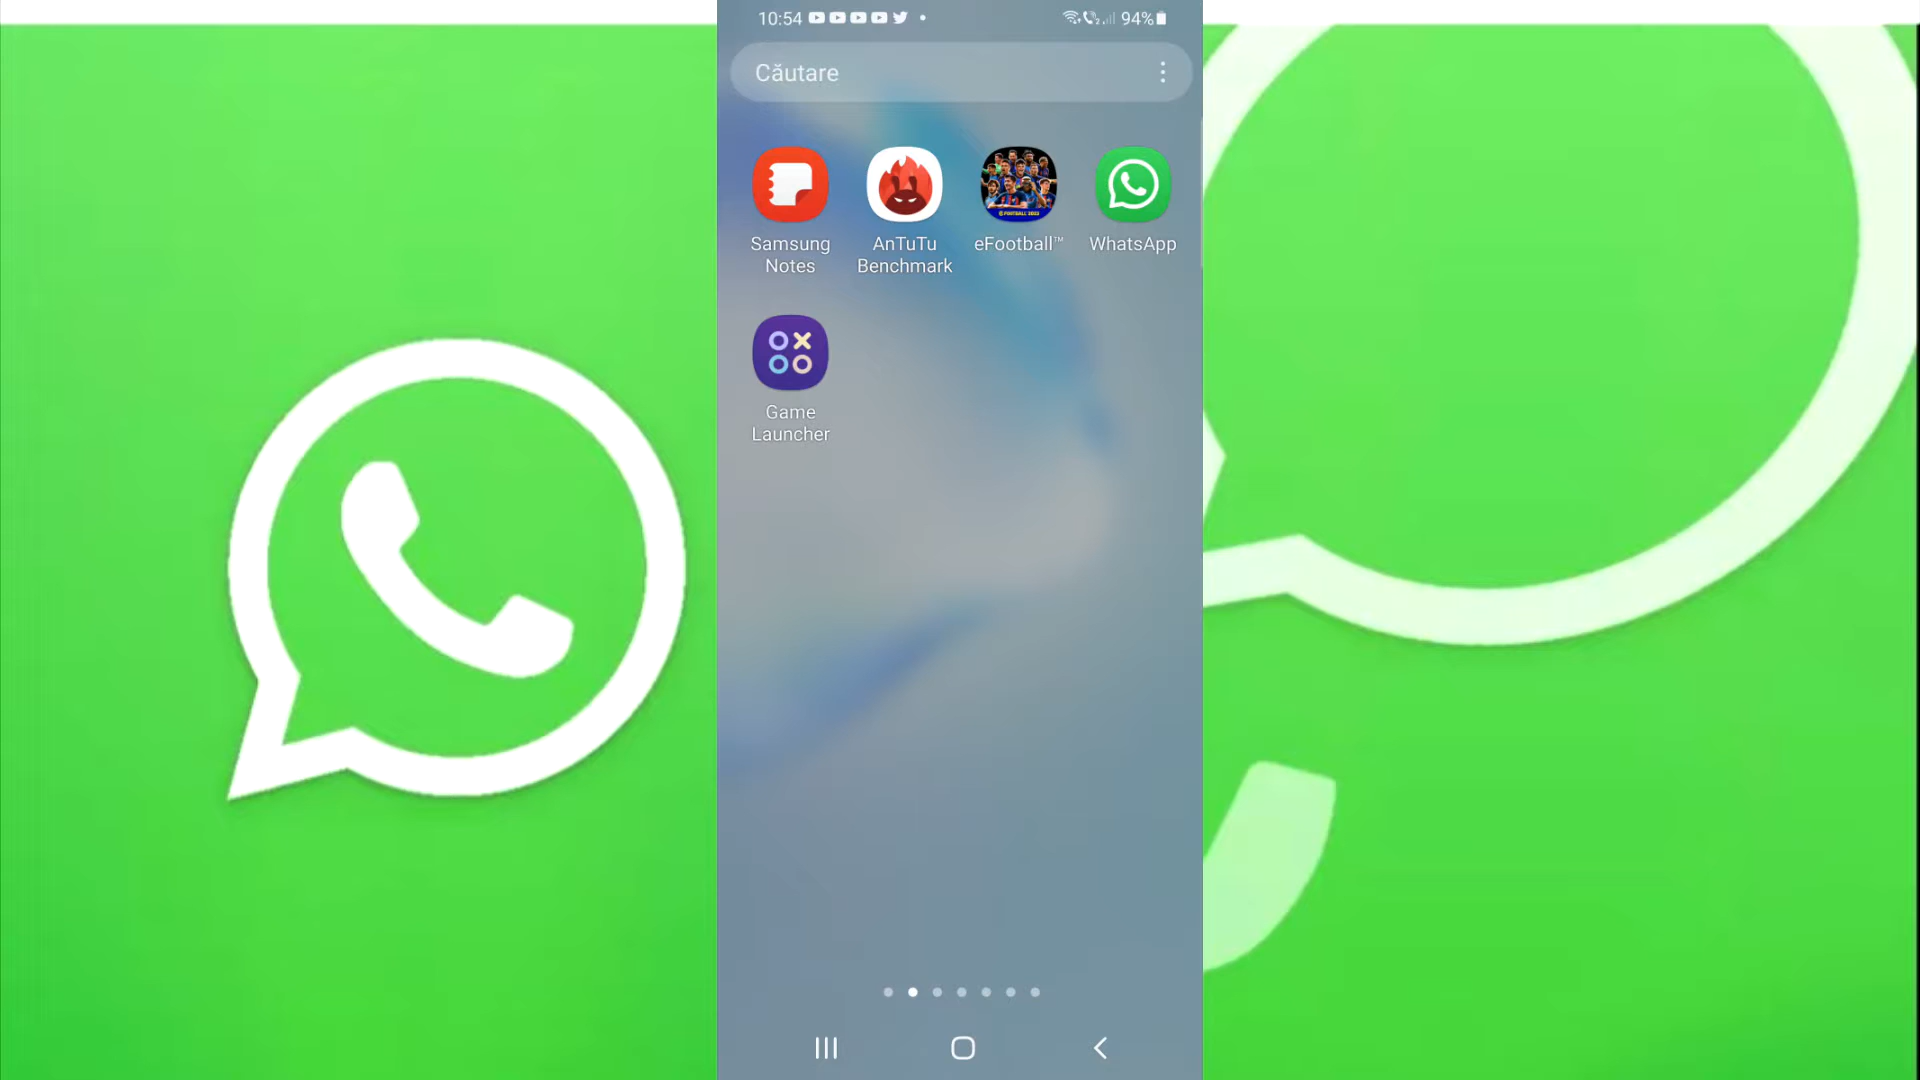 10:54
94%
Căutare
Samsung Notes
AnTuTu Benchmark
eFootball™
WhatsApp
Game Launcher